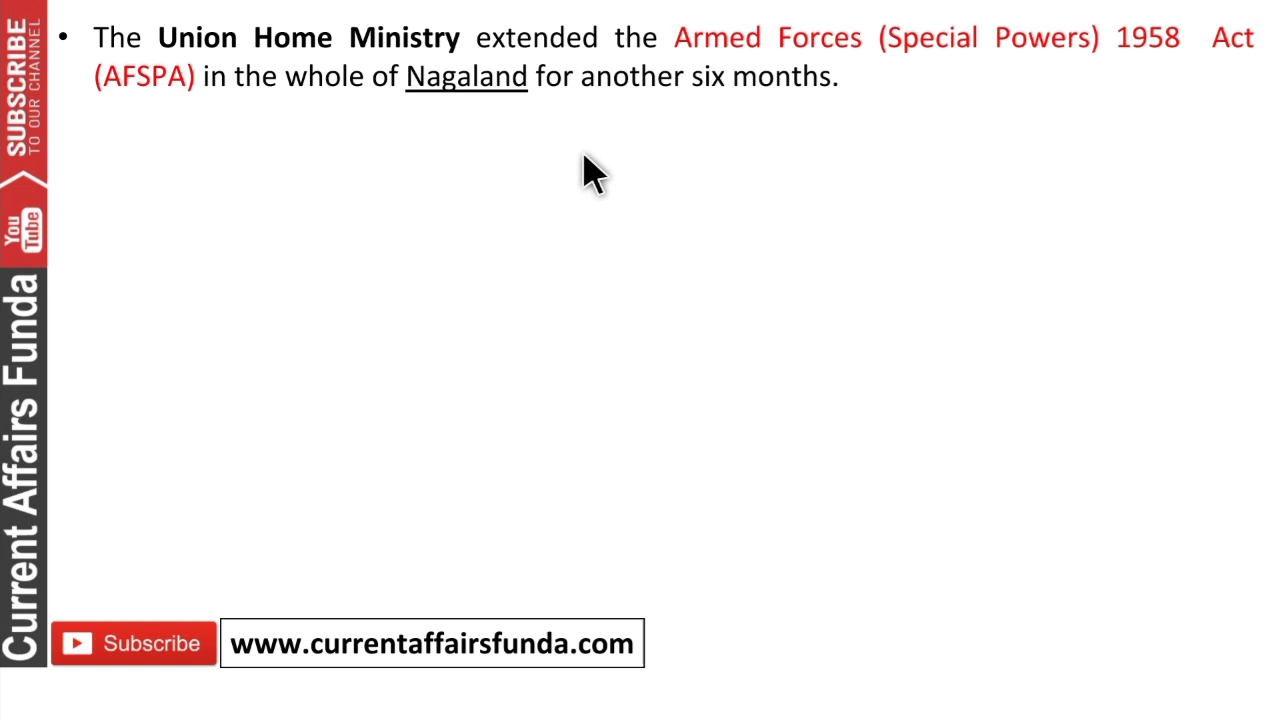 • The Union Home Ministry extended the Armed Forces (Special Powers) 1958 Act
(AFSPA) in the whole of Nagaland for another six months.
SUBSCRIBE
TO OUR CHANNEL
You
Tube
Current Affairs Funda
Subscribe
www.currentaffairsfunda.com